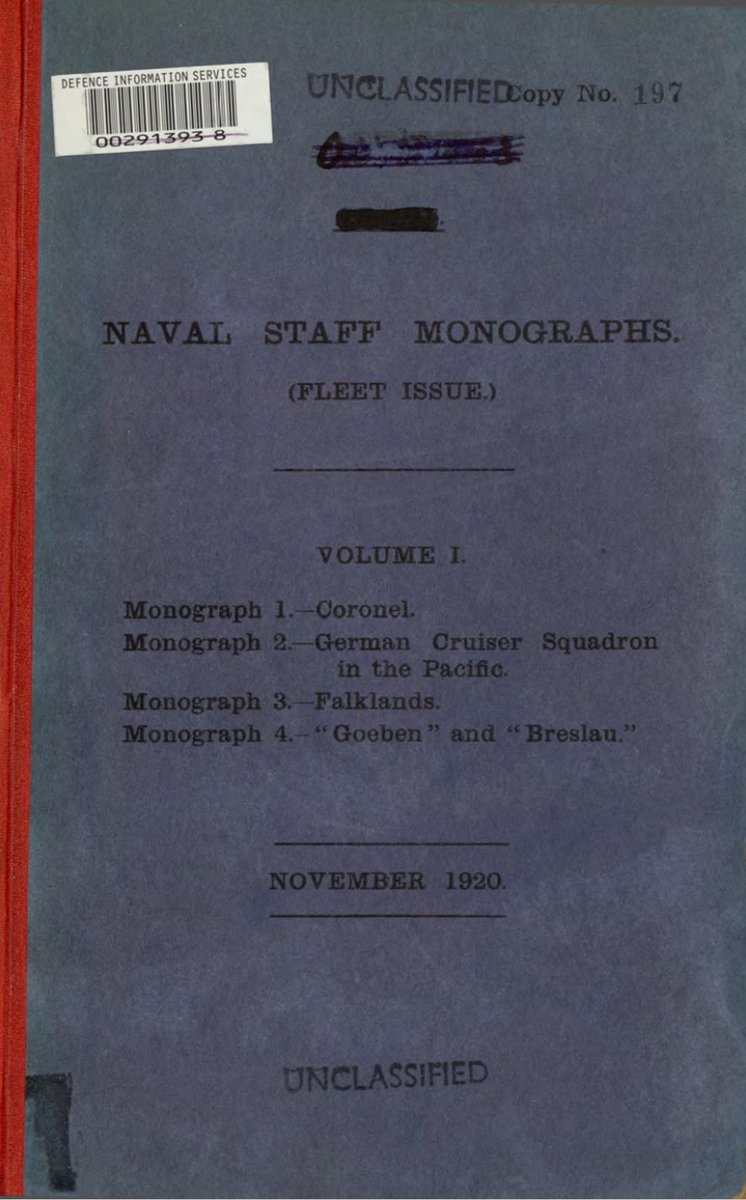 DEFENCE INFORMATION SERVICES
00291393 8
UNCLASSIFIED
Copy No. 197
NAVAL STAFF MONOGRAPHS.
(FLEET ISSUE.)
VOLUME I.
Monograph 1.—Coronel.
Monograph 2.—German Cruiser Squadron
in the Pacific.
Monograph 3.—Falklands.
Monograph 4.—“Goeben” and “Breslau.”
NOVEMBER 1920.
UNCLASSIFIED